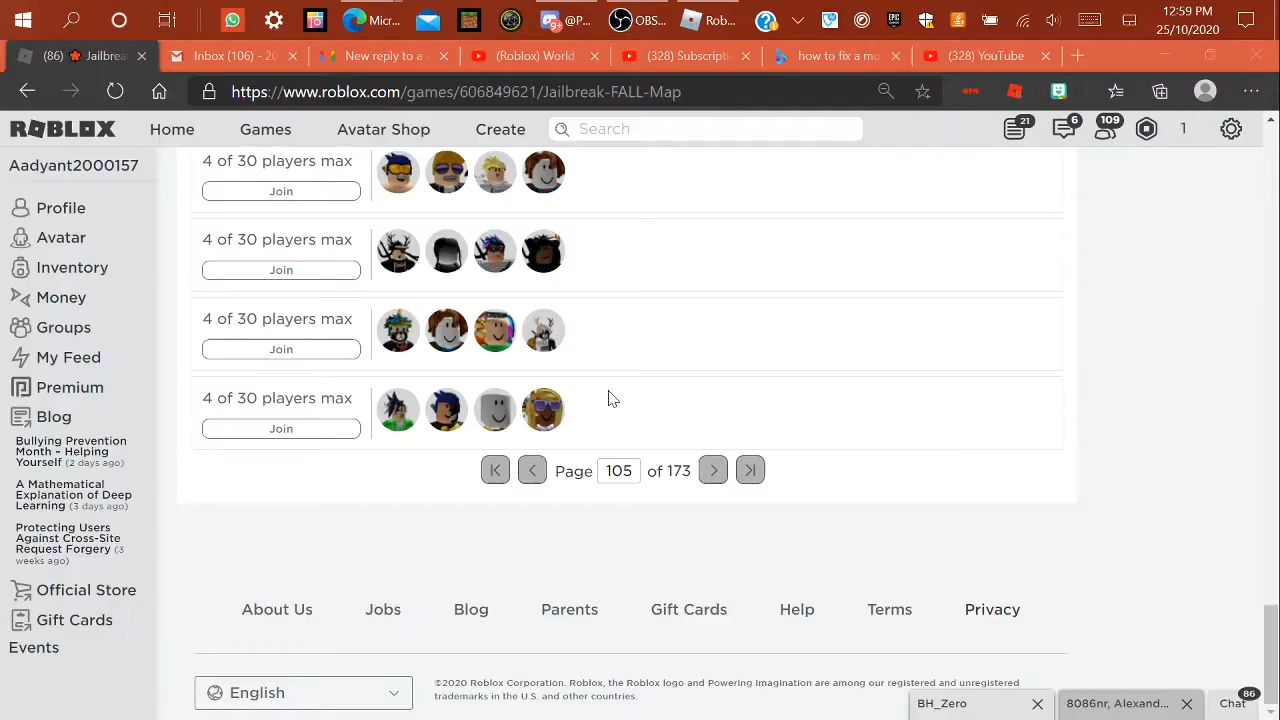 Micr...
@P...
9+
OBS...
Rob...
12:59 PM
25/10/2020
(86) Jailbrea
Inbox (106) - 20
New reply to a c
(Roblox) World
(328) Subscripti
how to fix a mo
(328) YouTube
https://www.roblox.com/games/606849621/Jailbreak-FALL-Map
ROBLOX
Home
Games
Avatar Shop
Create
Search
21
6
109
1
Aadyant2000157
Profile
Avatar
Inventory
Money
Groups
My Feed
Premium
Blog
Bullying Prevention
Month – Helping
Yourself (2 days ago)
A Mathematical
Explanation of Deep
Learning (3 days ago)
Protecting Users
Against Cross-Site
Request Forgery (3
weeks ago)
Official Store
Gift Cards
Events
4 of 30 players max
Join
4 of 30 players max
Join
4 of 30 players max
Join
4 of 30 players max
Join
Page 105 of 173
About Us
Jobs
Blog
Parents
Gift Cards
Help
Terms
Privacy
English
©2020 Roblox Corporation. Roblox, the Roblox logo and Powering Imagination are among our registered and unregistered
trademarks in the U.S. and other countries.
BH_Zero
8086nr, Alexand...
Chat
86